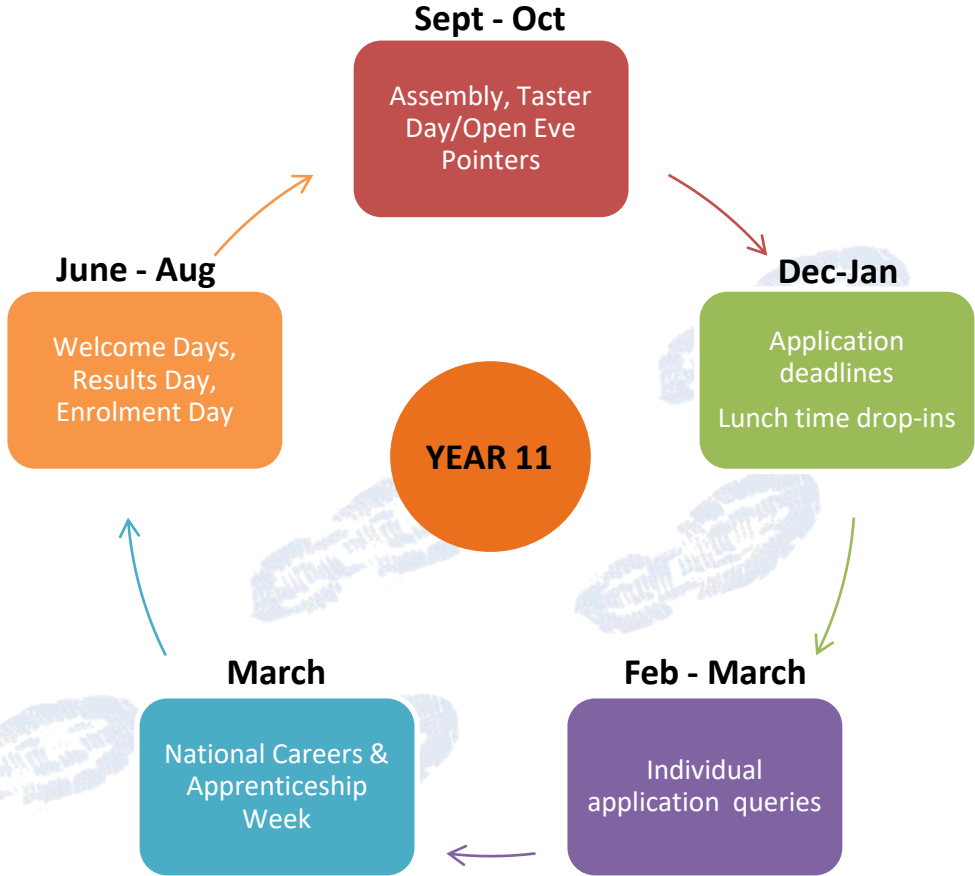 Sept - Oct
Assembly, Taster
Day/Open Eve
Pointers
Dec-Jan
Application
deadlines
Lunch time drop-ins
Feb - March
Individual
application queries
March
National Careers &
Apprenticeship
Week
June - Aug
Welcome Days,
Results Day,
Enrolment Day
YEAR 11